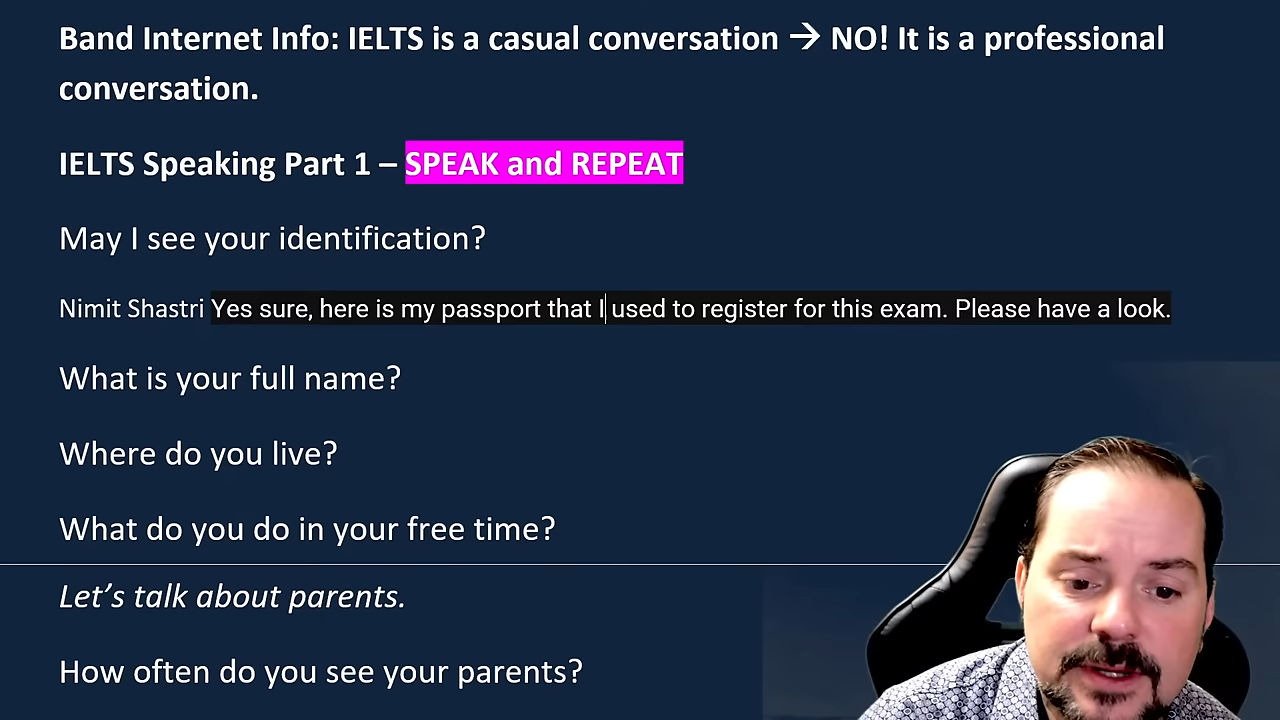 Band Internet Info: IELTS is a casual conversation → NO! It is a professional
conversation.
IELTS Speaking Part 1 – SPEAK and REPEAT
May I see your identification?
Nimit Shastri Yes sure, here is my passport that I used to register for this exam. Please have a look.
What is your full name?
Where do you live?
What do you do in your free time?
Let’s talk about parents.
How often do you see your parents?